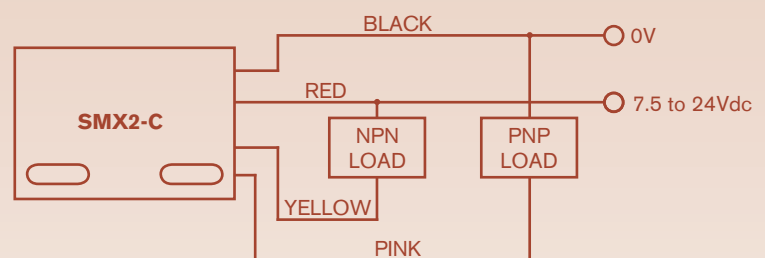 BLACK
0V
RED
7.5 to 24Vdc
SMX2-C
NPN
LOAD
PNP
LOAD
YELLOW
PINK